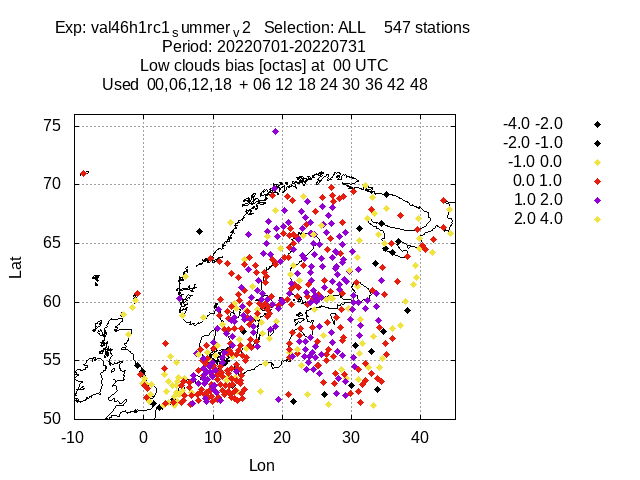 Exp: val46h1rc1summerv2 Selection: ALL 547 stations
Period: 20220701-20220731
Low clouds bias [octas] at 00 UTC
Used 00,06,12,18 + 06 12 18 24 30 36 42 48
-4.0 -2.0
-2.0 -1.0
-1.0 0.0
0.0 1.0
1.0 2.0
2.0 4.0
75
70
65
60
55
50
Lat
-10 0 10 20 30 40
Lon